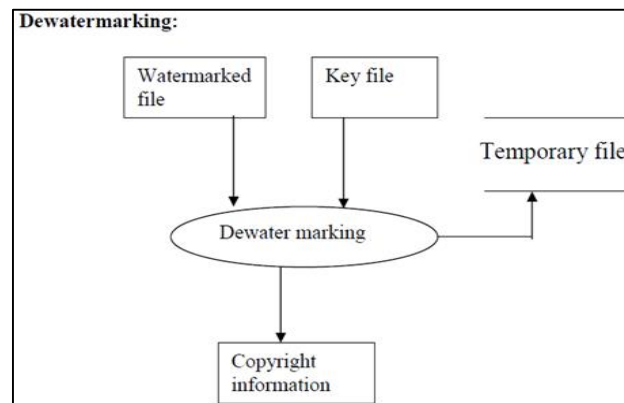 Dewatermarking:
Watermarked
file
Key file
Temporary file
Dewater marking
Copyright
information